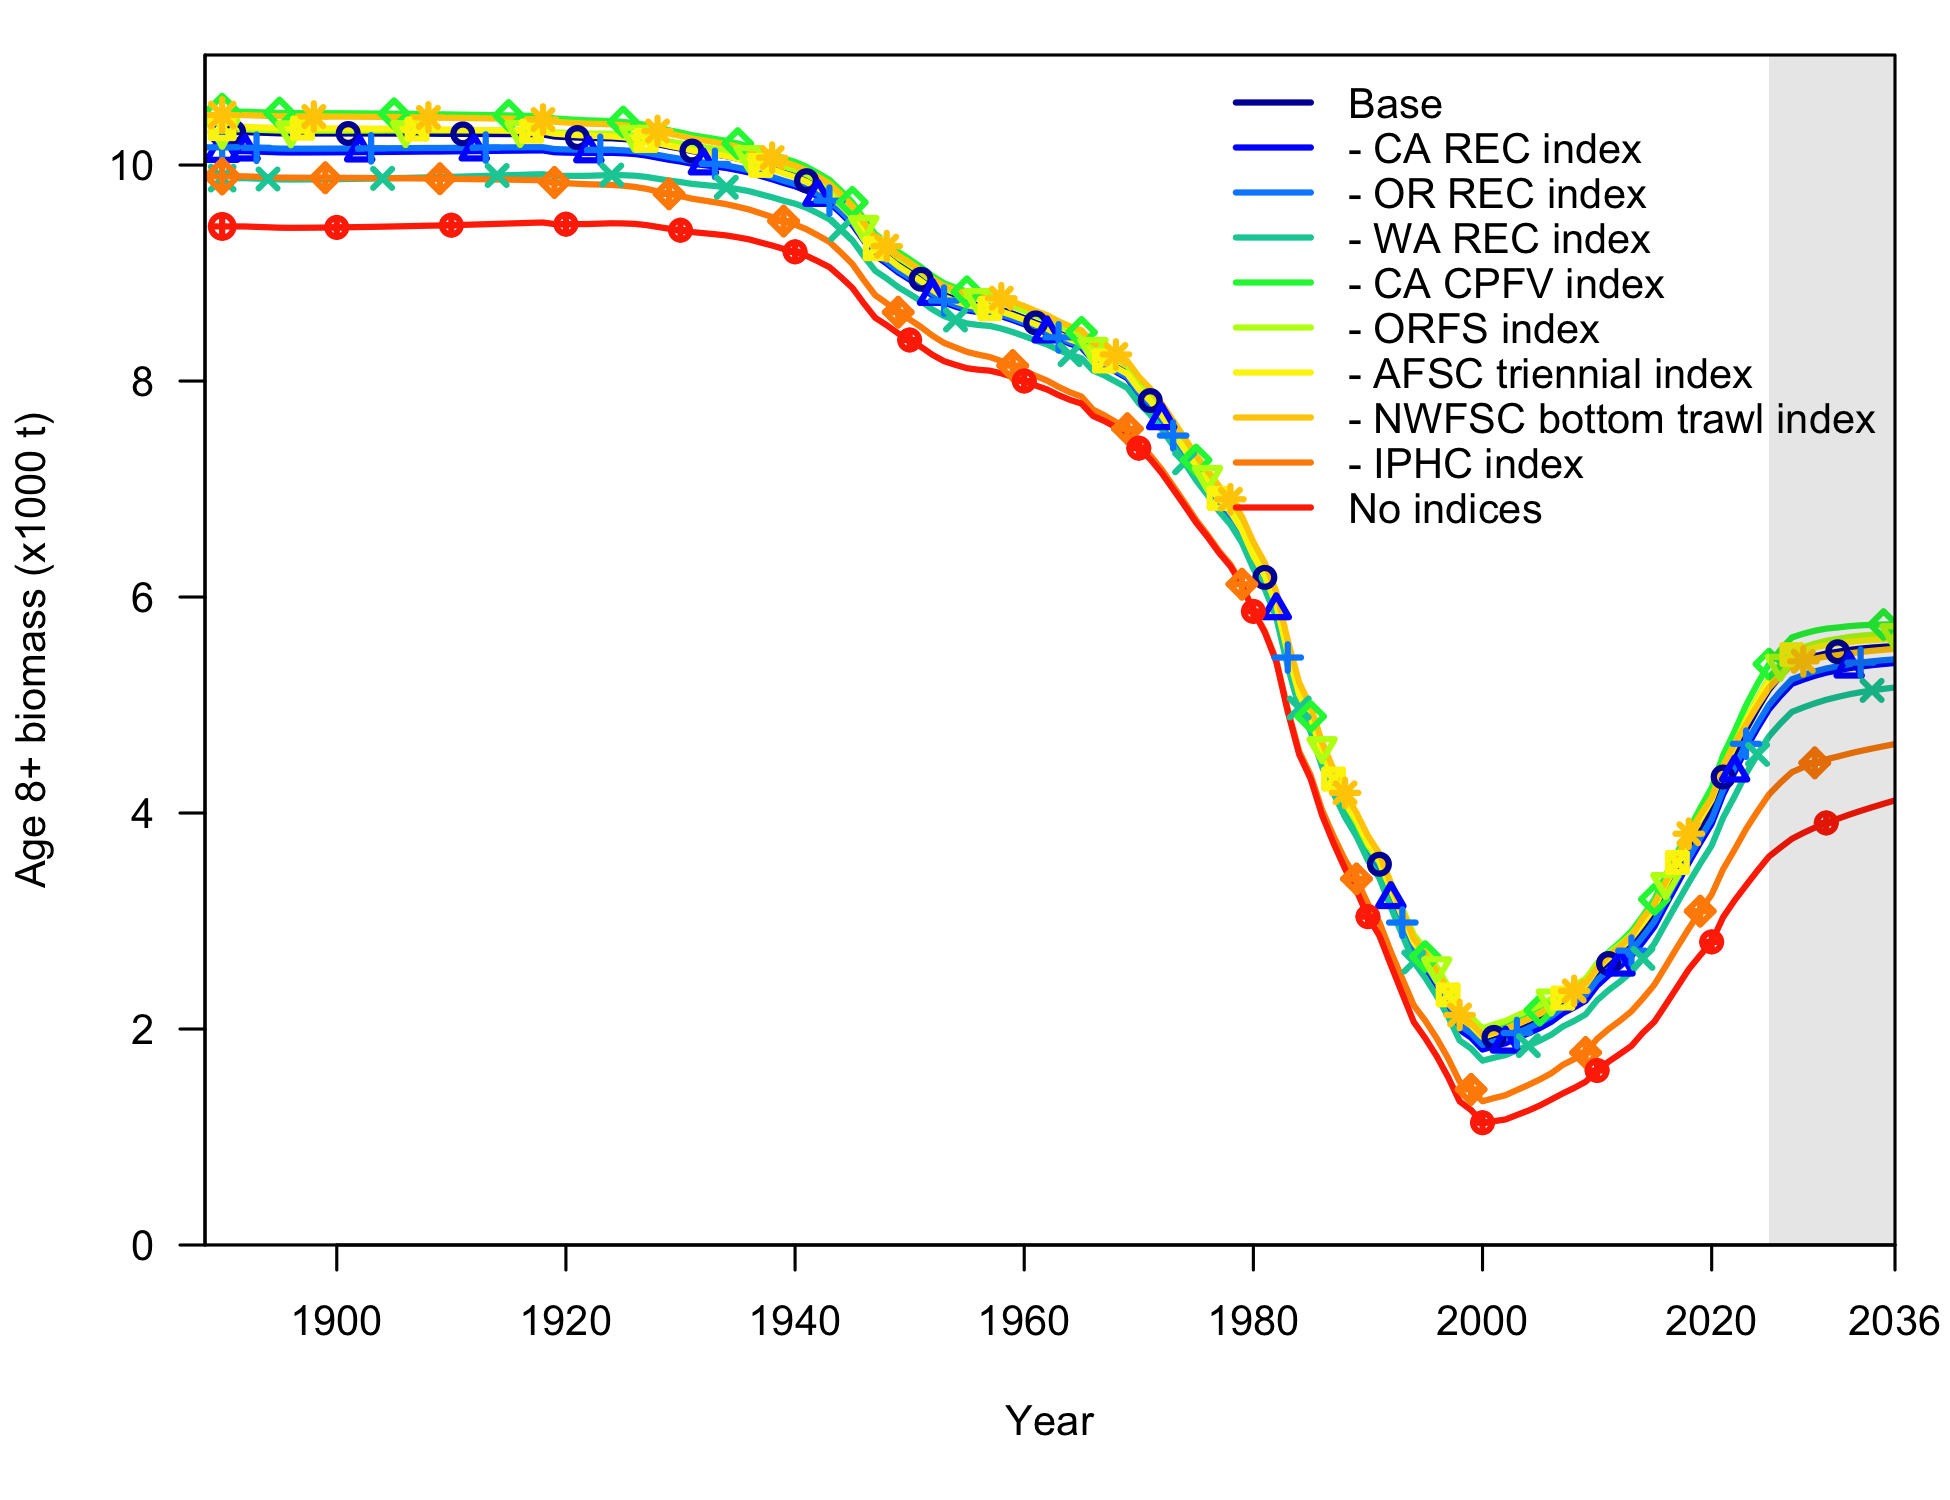 Base
- CA REC index
- OR REC index
- WA REC index
- CA CPFV index
- ORFS index
- AFSC triennial index
- NWFSC bottom trawl index
- IPHC index
No indices
Age 8+ biomass (x1000 t)
10
8
6
4
2
0
1900 1920 1940 1960 1980 2000 2020 2036
Year